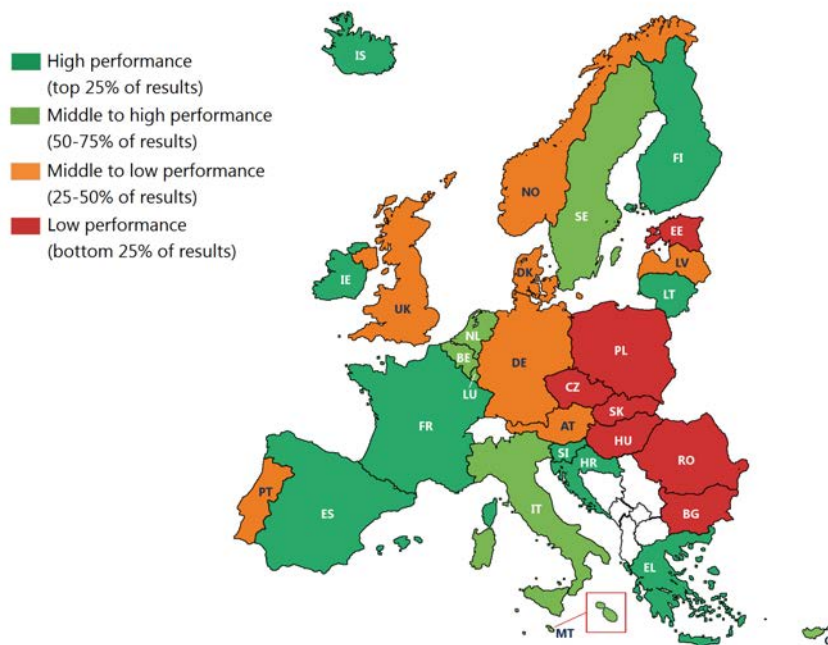 IS
High performance
(top 25% of results)
Middle to high performance
(50-75% of results)
Middle to low performance
(25-50% of results)
Low performance
(bottom 25% of results)
FI
NO
SE
EE
LV
DK
LT
IE
UK
NL
BE
DE
PL
LU
CZ
SK
FR
AT
HU
SI
HR
RO
PT
ES
IT
BG
EL
MT